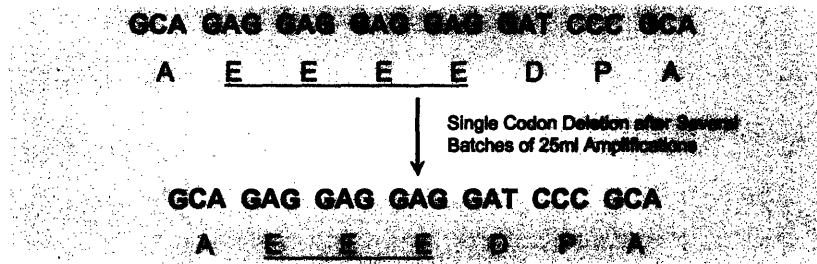 GCA GAG GAG GAG GAG GAT CCC GCA
A E E E E D P A
Single Codon Deletion after Several
Batches of 25ml Amplifications
GCA GAG GAG GAG GAT CCC GCA
A E E E D P A